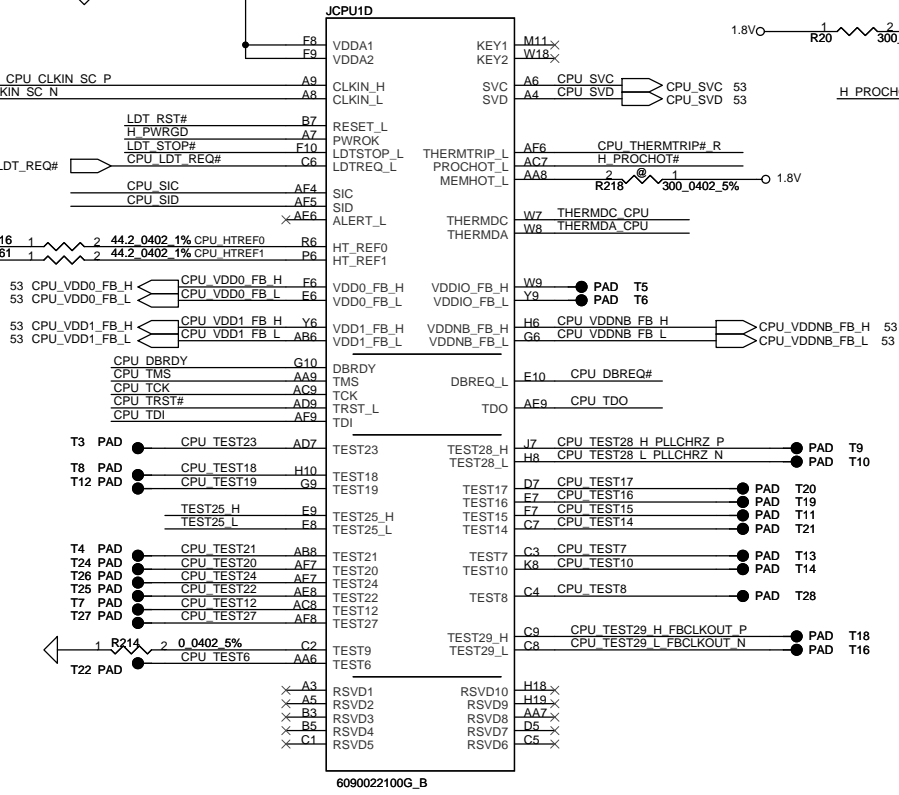 JCPU1D
F8 VDDA1 KEY1 M11
F9 VDDA2 KEY2 W18
1.8V 1 2
R20 300
CPU_CLKIN_SC_P A9 CLKIN_H SVC A6 CPU_SVC CPU_SVC 53
KIN_SC_N A8 CLKIN_L SVD A4 CPU_SVD CPU_SVD 53
H_PROCH
LDT_RST# B7 RESET_L
H_PWRGD A7 PWROK
LDT_STOP# F10 LDTSTOP_L THERMTRIP_L AF6 CPU_THERMTRIP#_R
LDT_REQ# CPU_LDT_REQ# C6 LDTREQ_L PROCHOT_L AC7 H_PROCHOT#
MEMHOT_L AA8 2 @ 1 1.8V
R218 300_0402_5%
CPU_SIC AF4 SIC
CPU_SID AF5 SID
AE6 ALERT_L THERMDC W7 THERMDC_CPU
THERMDA W8 THERMDA_CPU
16 1 2 44.2_0402_1% CPU_HTREF0 R6 HT_REF0
61 1 2 44.2_0402_1% CPU_HTREF1 P6 HT_REF1
53 CPU_VDD0_FB_H CPU_VDD0_FB_H F6 VDD0_FB_H VDDIO_FB_H W9 PAD T5
53 CPU_VDD0_FB_L CPU_VDD0_FB_L E6 VDD0_FB_L VDDIO_FB_L Y9 PAD T6
53 CPU_VDD1_FB_H CPU_VDD1_FB_H Y6 VDD1_FB_H VDDNB_FB_H H6 CPU_VDDNB_FB_H CPU_VDDNB_FB_H 53
53 CPU_VDD1_FB_L CPU_VDD1_FB_L AB6 VDD1_FB_L VDDNB_FB_L G6 CPU_VDDNB_FB_L CPU_VDDNB_FB_L 53
CPU_DBRDY G10 DBRDY
CPU_TMS AA9 TMS DBREQ_L E10 CPU_DBREQ#
CPU_TCK AC9 TCK
CPU_TRST# AD9 TRST_L TDO AE9 CPU_TDO
CPU_TDI AF9 TDI
T3 PAD CPU_TEST23 AD7 TEST23 TEST28_H J7 CPU_TEST28_H_PLLCHRZ_P PAD T9
TEST28_L H8 CPU_TEST28_L_PLLCHRZ_N PAD T10
T8 PAD CPU_TEST18 H10 TEST18
T12 PAD CPU_TEST19 G9 TEST19 TEST17 D7 CPU_TEST17 PAD T20
TEST16 E7 CPU_TEST16 PAD T19
TEST25_H E9 TEST25_H TEST15 F7 CPU_TEST15 PAD T11
TEST25_L E8 TEST25_L TEST14 C7 CPU_TEST14 PAD T21
T4 PAD CPU_TEST21 AB8 TEST21 TEST7 C3 CPU_TEST7 PAD T13
T24 PAD CPU_TEST20 AF7 TEST20 TEST10 K8 CPU_TEST10 PAD T14
T26 PAD CPU_TEST24 AE7 TEST24
T25 PAD CPU_TEST22 AE8 TEST22 TEST8 C4 CPU_TEST8 PAD T28
T7 PAD CPU_TEST12 AC8 TEST12
T27 PAD CPU_TEST27 AF8 TEST27
TEST29_H C9 CPU_TEST29_H_FBCLKOUT_P PAD T18
1 R214 2 0_0402_5% C2 TEST9 TEST29_L C8 CPU_TEST29_L_FBCLKOUT_N PAD T16
T22 PAD CPU_TEST6 AA6 TEST6
A3 RSVD1 RSVD10 H18
A5 RSVD2 RSVD9 H19
B3 RSVD3 RSVD8 AA7
B5 RSVD4 RSVD7 D5
C1 RSVD5 RSVD6 C5
6090022100G_B